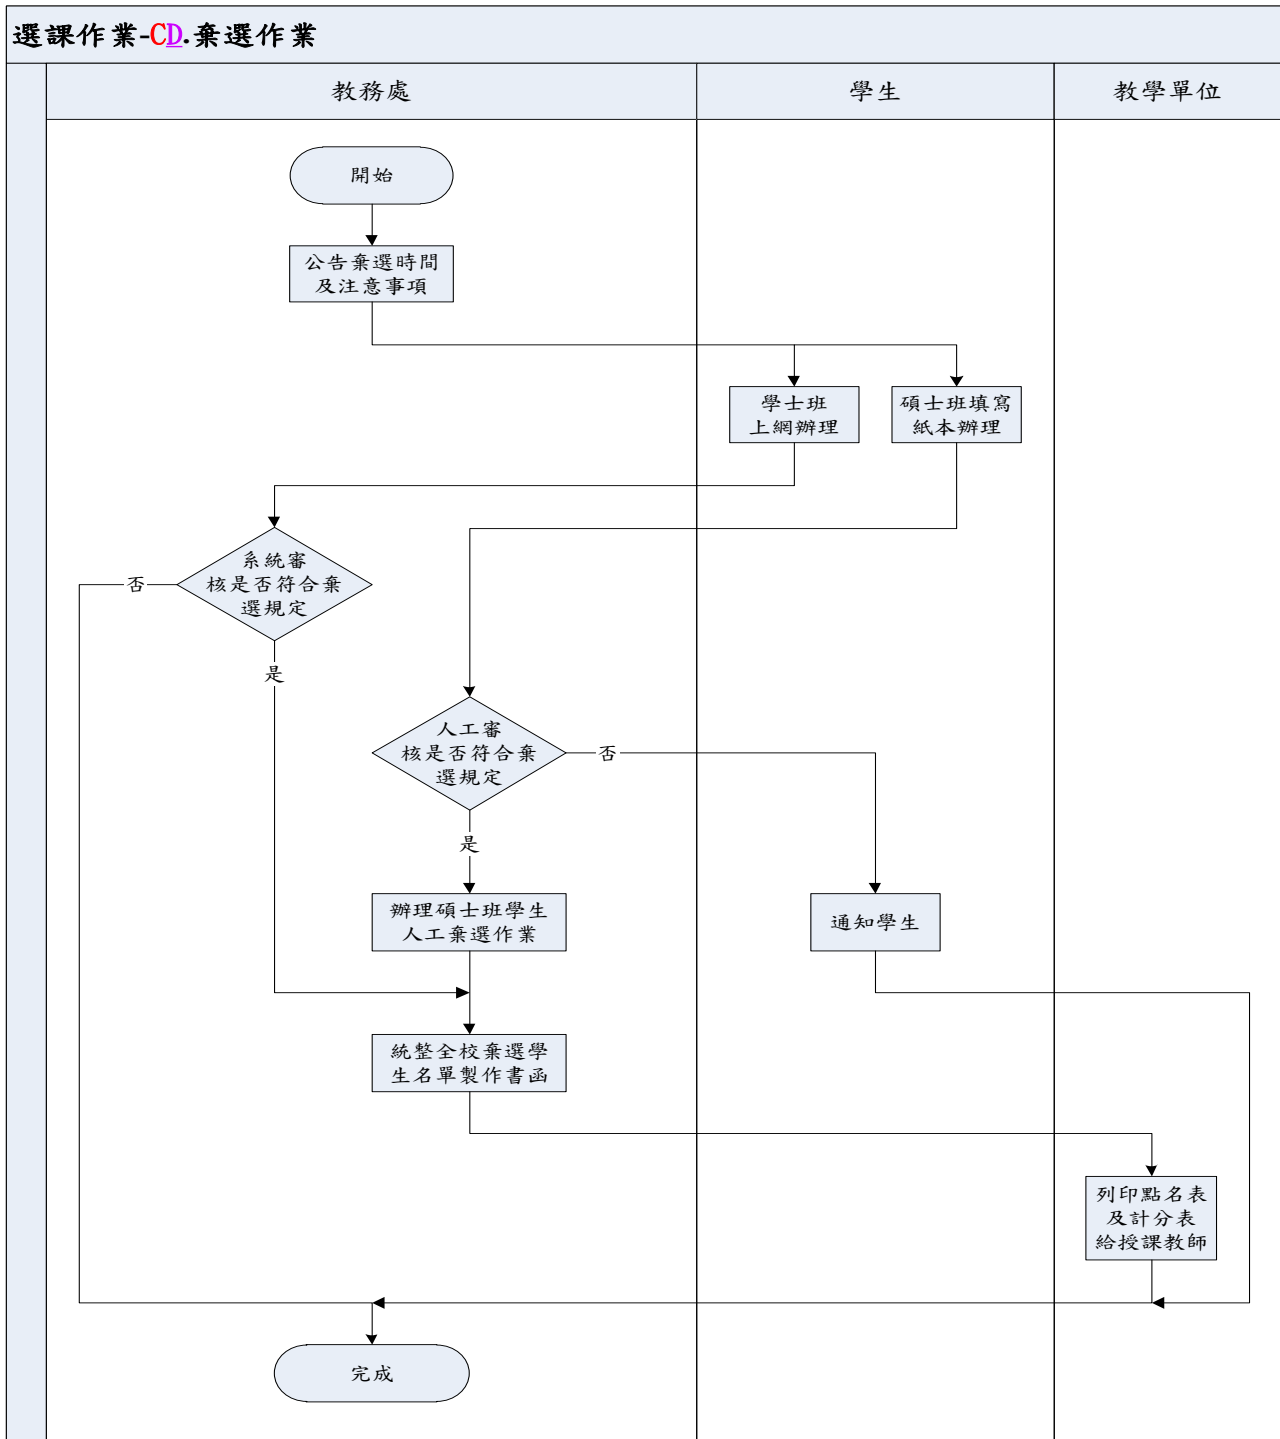 選課作業-CD.棄選作業
教務處
學生
教學單位
開始
公告棄選時間
及注意事項
學士班
上網辦理
碩士班填寫
紙本辦理
系統審
核是否符合棄
選規定
否
是
人工審
核是否符合棄
選規定
否
是
辦理碩士班學生
人工棄選作業
通知學生
統整全校棄選學
生名單製作書函
列印點名表
及計分表
給授課教師
完成